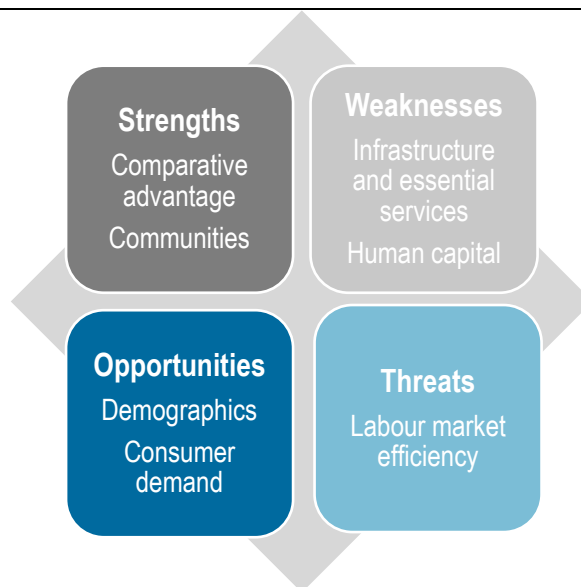 Strengths
Comparative
advantage
Communities
Weaknesses
Infrastructure
and essential
services
Human capital
Opportunities
Demographics
Consumer
demand
Threats
Labour market
efficiency